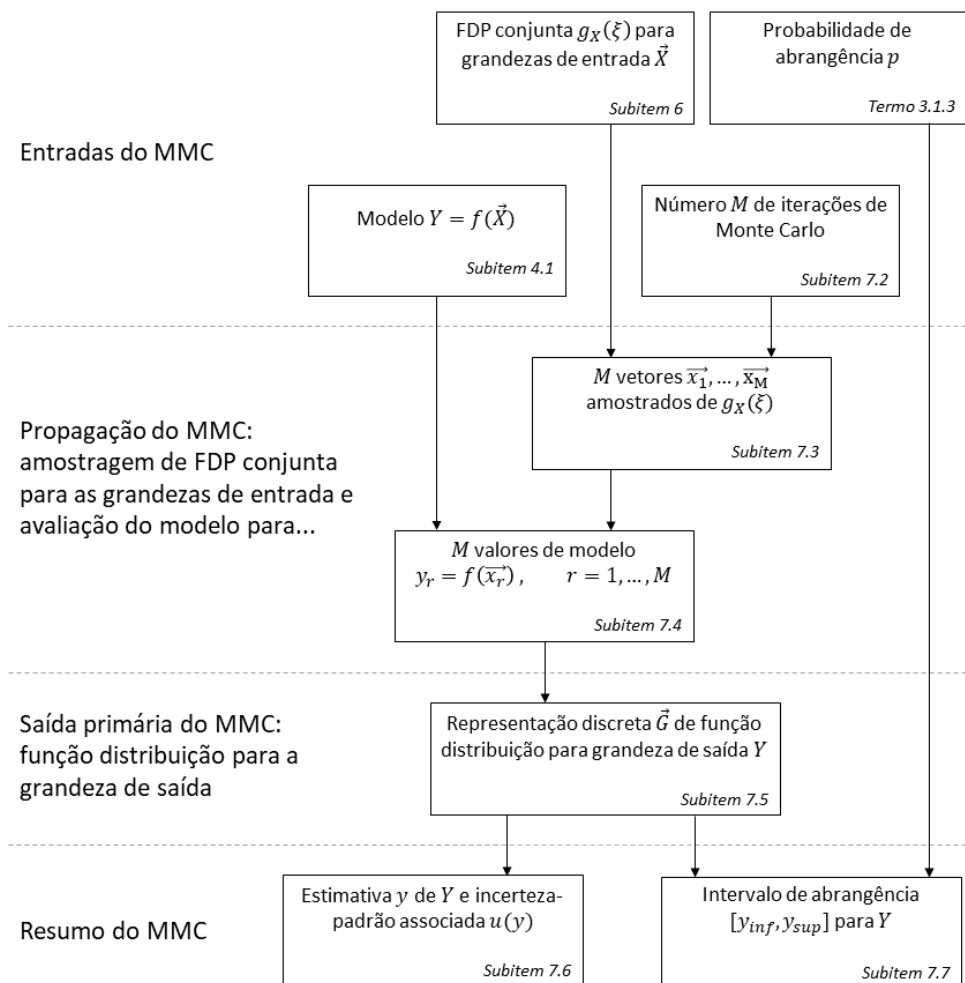 FDP conjunta g_X(ξ) para
grandezas de entrada X⃗
Subitem 6
Probabilidade de
abrangência p
Termo 3.1.3
Entradas do MMC
Modelo Y = f(X⃗)
Subitem 4.1
Número M de iterações de
Monte Carlo
Subitem 7.2
M vetores x₁⃗, ..., x_M⃗
amostrados de g_X(ξ)
Subitem 7.3
Propagação do MMC:
amostragem de FDP conjunta
para as grandezas de entrada e
avaliação do modelo para...
M valores de modelo
y_r = f(x_r⃗) , r = 1, ..., M
Subitem 7.4
Saída primária do MMC:
função distribuição para a
grandeza de saída
Representação discreta G⃗ de função
distribuição para grandeza de saída Y
Subitem 7.5
Resumo do MMC
Estimativa y de Y e incerteza-
padrão associada u(y)
Subitem 7.6
Intervalo de abrangência
[y_inf, y_sup] para Y
Subitem 7.7